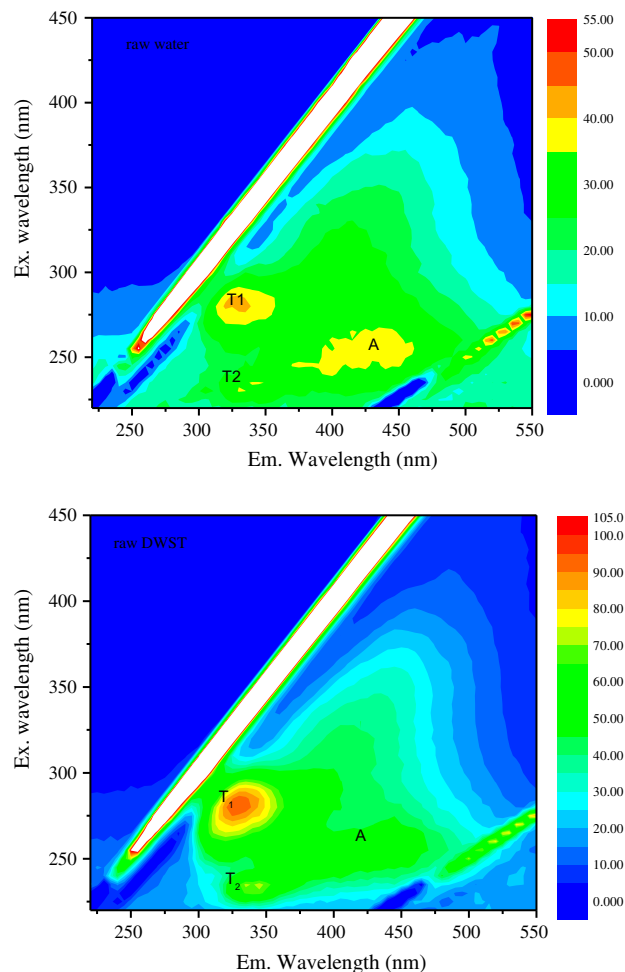 450
400
350
300
250
Ex. wavelength (nm)
raw water
T1
A
T2
250 300 350 400 450 500 550
Em. Wavelength (nm)
55.00
50.00
40.00
30.00
20.00
10.00
0.000
450
400
350
300
250
Ex. wavelength (nm)
raw DWST
T1
A
T2
250 300 350 400 450 500 550
Em. Wavelength (nm)
105.0
100.0
90.00
80.00
70.00
60.00
50.00
40.00
30.00
20.00
10.00
0.000